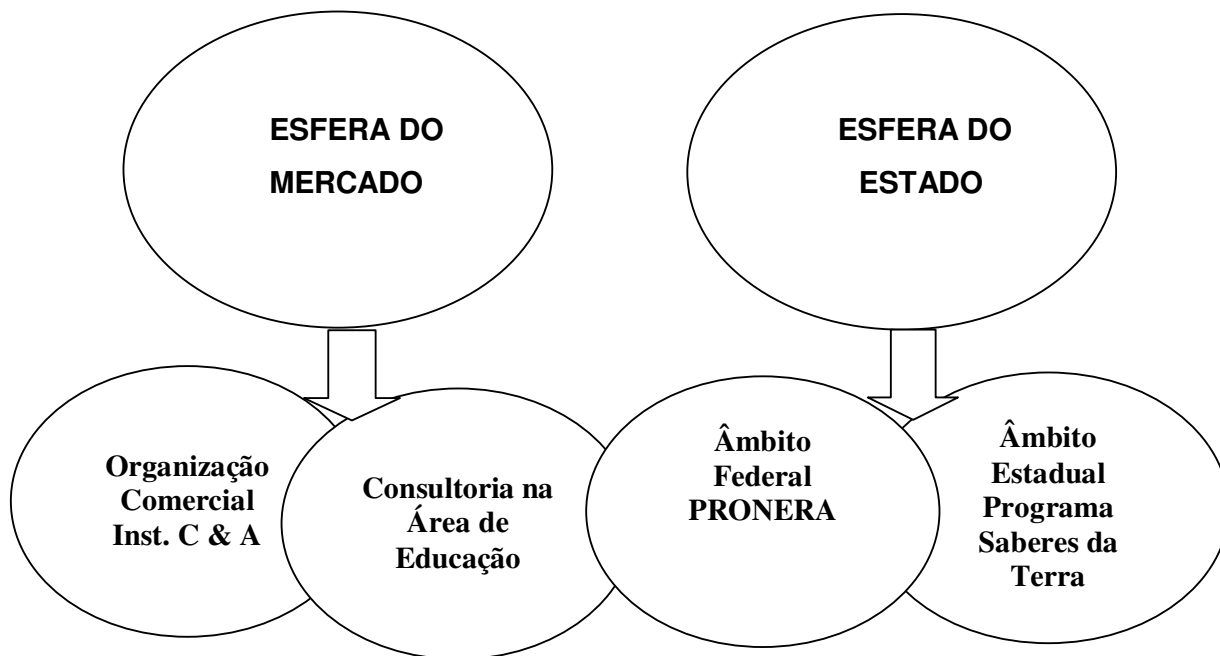 ESFERA DO
MERCADO
ESFERA DO
ESTADO
Organização
Comercial
Inst. C & A
Consultoria na
Área de
Educação
Âmbito
Federal
PRONERA
Âmbito
Estadual
Programa
Saberes da
Terra